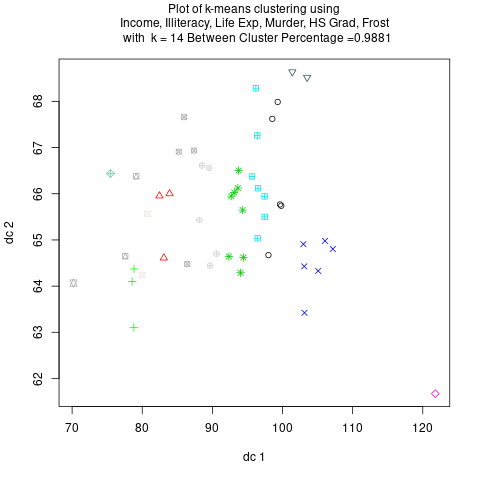 Plot of k-means clustering using
Income, Illiteracy, Life Exp, Murder, HS Grad, Frost
with  k = 14 Between Cluster Percentage =0.9881
68
67
66
65
64
63
62
dc 2
70 80 90 100 110 120
dc 1